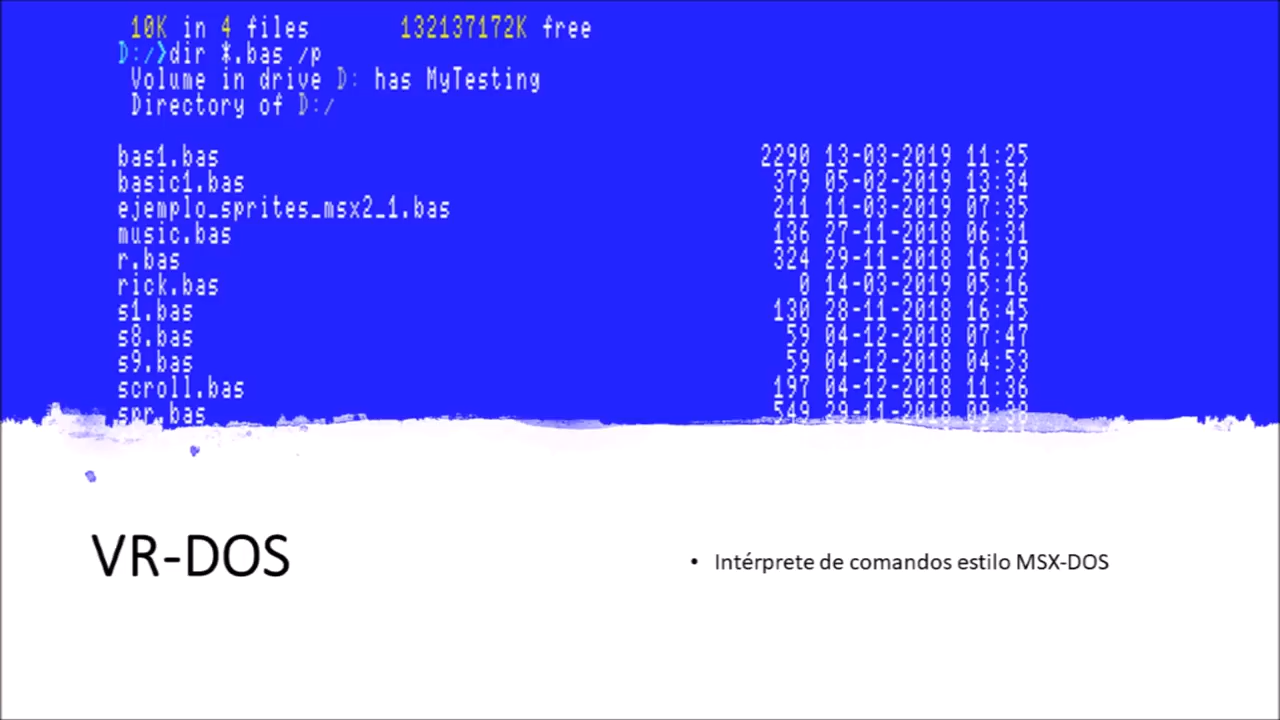 10K in 4 files 132137172K free
D:/>dir *.bas /p
Volume in drive D: has MyTesting
Directory of D:/
bas1.bas 2290 13-03-2019 11:25
basic1.bas 379 05-02-2019 13:34
ejemplo_sprites_msx2_1.bas 211 11-03-2019 07:35
music.bas 136 27-11-2018 06:31
r.bas 324 29-11-2018 16:19
rick.bas 0 14-03-2019 05:16
s1.bas 130 28-11-2018 16:45
s8.bas 59 04-12-2018 07:47
s9.bas 59 04-12-2018 04:53
scroll.bas 197 04-12-2018 11:36
spr.bas 549 29-11-2018
VR-DOS
• Intérprete de comandos estilo MSX-DOS